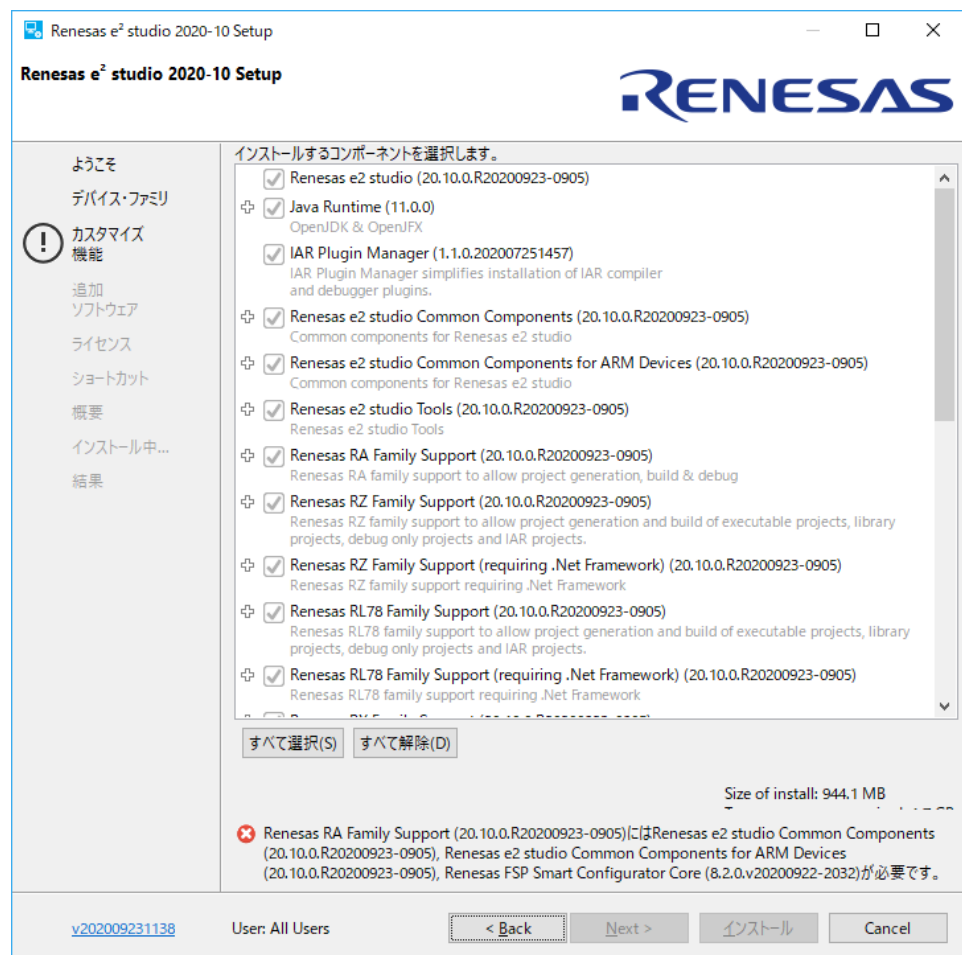 Renesas e² studio 2020-10 Setup
Renesas e² studio 2020-10 Setup
RENESAS
ようこそ
デバイス・ファミリ
カスタマイズ
機能
追加
ソフトウェア
ライセンス
ショートカット
概要
インストール中...
結果
インストールするコンポーネントを選択します。
Renesas e2 studio (20.10.0.R20200923-0905)
Java Runtime (11.0.0)
OpenJDK & OpenJFX
IAR Plugin Manager (1.1.0.202007251457)
IAR Plugin Manager simplifies installation of IAR compiler
and debugger plugins.
Renesas e2 studio Common Components (20.10.0.R20200923-0905)
Common components for Renesas e2 studio
Renesas e2 studio Common Components for ARM Devices (20.10.0.R20200923-0905)
Common components for Renesas e2 studio
Renesas e2 studio Tools (20.10.0.R20200923-0905)
Renesas e2 studio Tools
Renesas RA Family Support (20.10.0.R20200923-0905)
Renesas RA family support to allow project generation, build & debug
Renesas RZ Family Support (20.10.0.R20200923-0905)
Renesas RZ family support to allow project generation and build of executable projects, library
projects, debug only projects and IAR projects.
Renesas RZ Family Support (requiring .Net Framework) (20.10.0.R20200923-0905)
Renesas RZ family support requiring .Net Framework
Renesas RL78 Family Support (20.10.0.R20200923-0905)
Renesas RL78 family support to allow project generation and build of executable projects, library
projects, debug only projects and IAR projects.
Renesas RL78 Family Support (requiring .Net Framework) (20.10.0.R20200923-0905)
Renesas RL78 family support requiring .Net Framework
すべて選択(S)
すべて解除(D)
Size of install: 944.1 MB
Renesas RA Family Support (20.10.0.R20200923-0905)にはRenesas e2 studio Common Components
(20.10.0.R20200923-0905), Renesas e2 studio Common Components for ARM Devices
(20.10.0.R20200923-0905), Renesas FSP Smart Configurator Core (8.2.0.v20200922-2032)が必要です。
v202009231138
User: All Users
< Back
Next >
インストール
Cancel